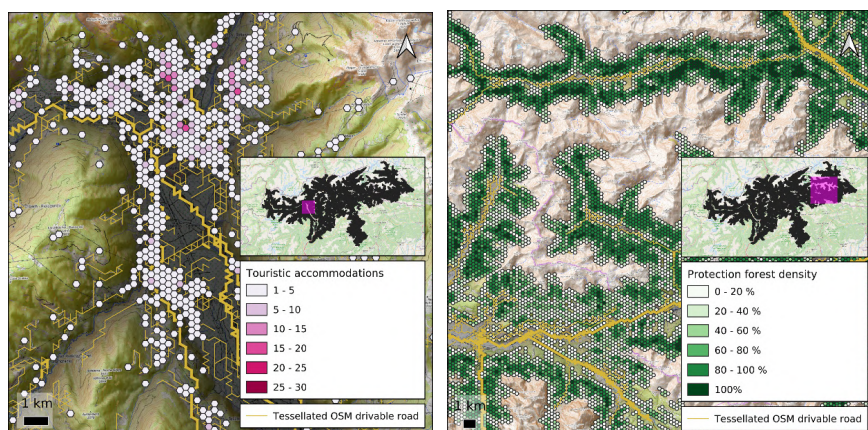 Touristic accommodations
1 - 5
5 - 10
10 - 15
15 - 20
20 - 25
25 - 30
Tessellated OSM drivable road
1 km
Protection forest density
0 - 20 %
20 - 40 %
40 - 60 %
60 - 80 %
80 - 100 %
100%
Tessellated OSM drivable road
1 km